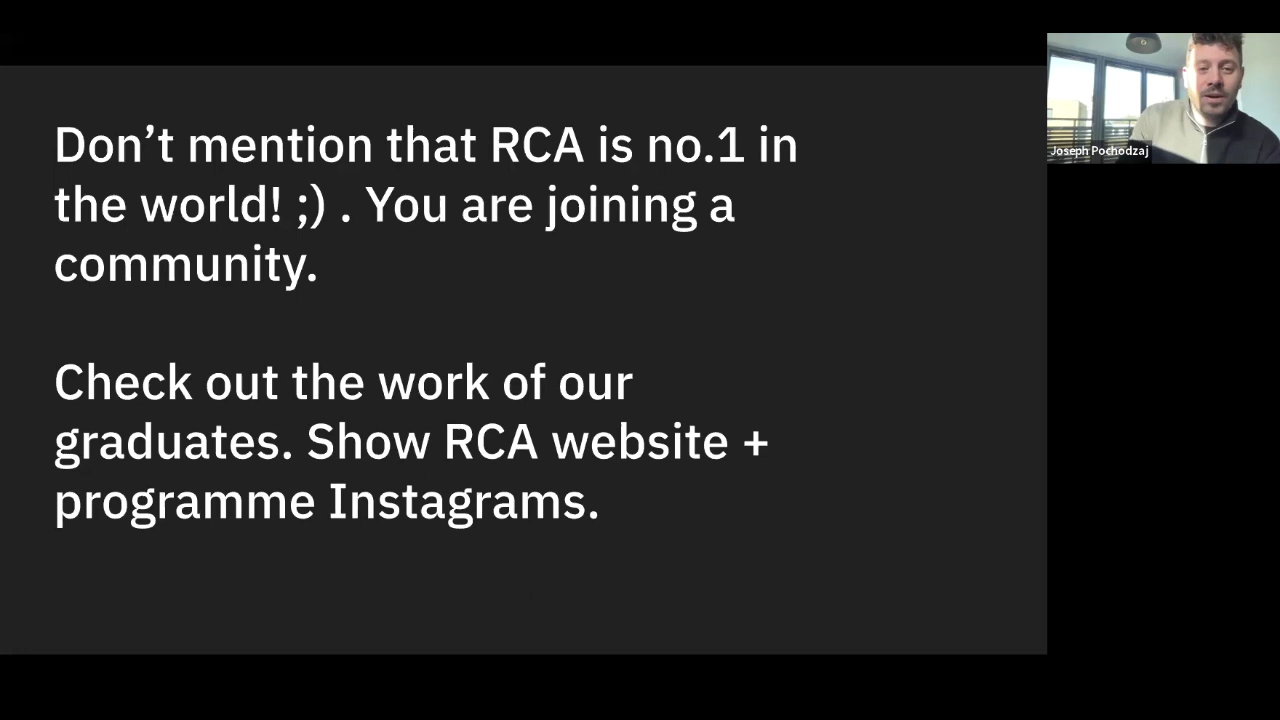 Don’t mention that RCA is no.1 in
the world! ;) . You are joining a
community.
Check out the work of our
graduates. Show RCA website +
programme Instagrams.
Joseph Pochodzaj